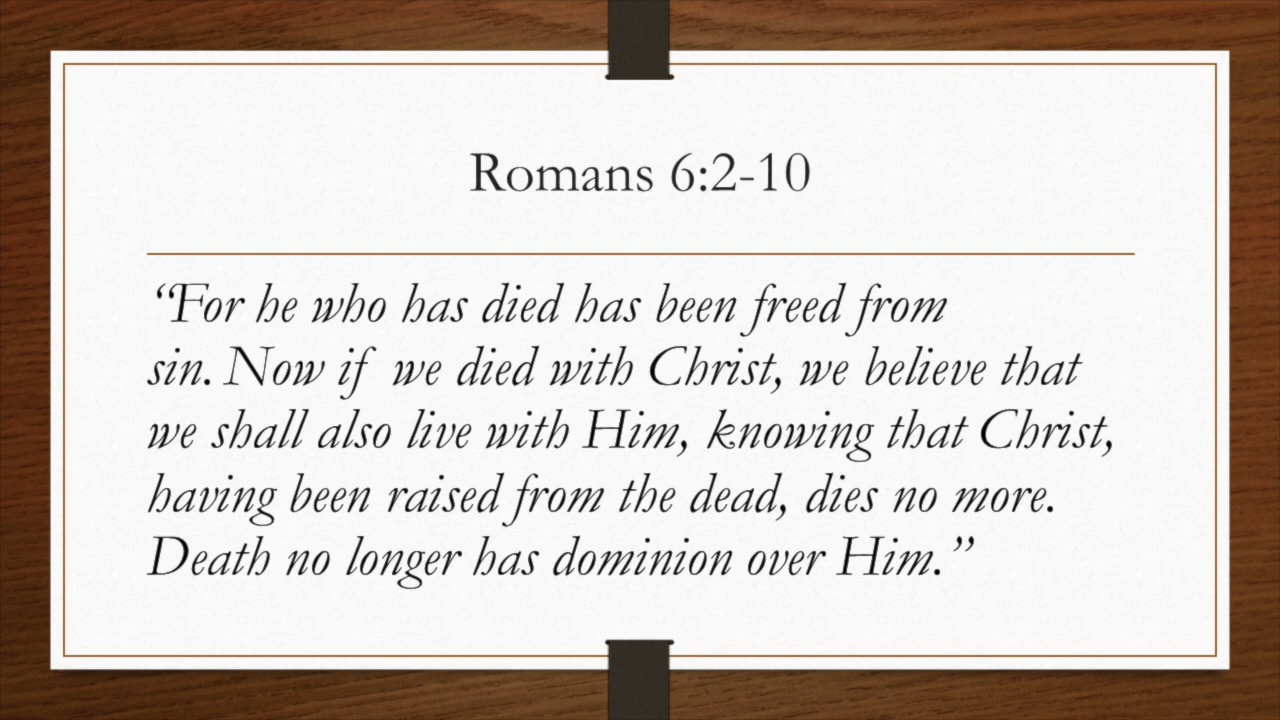 Romans 6:2-10
“For he who has died has been freed from
sin. Now if we died with Christ, we believe that
we shall also live with Him, knowing that Christ,
having been raised from the dead, dies no more.
Death no longer has dominion over Him.”